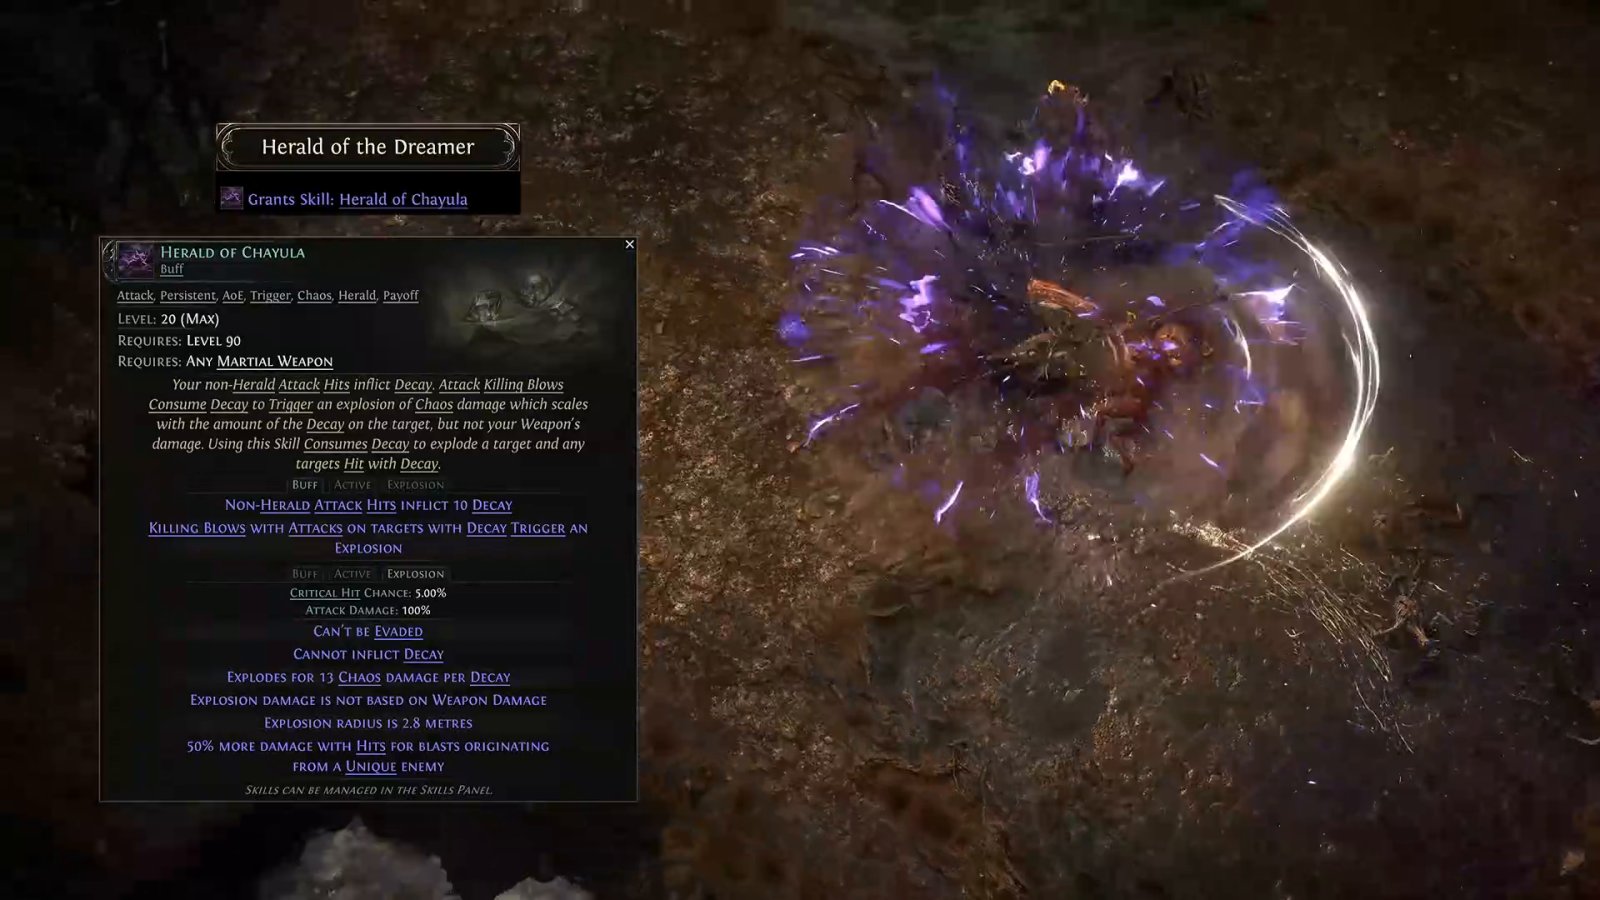 Herald of the Dreamer
Grants Skill: Herald of Chayula
Herald of Chayula
Buff
Attack, Persistent, AoE, Trigger, Chaos, Herald, Payoff
Level: 20 (Max)
Requires: Level 90
Requires: Any Martial Weapon
Your non-Herald Attack Hits inflict Decay. Attack Killing Blows
Consume Decay to Trigger an explosion of Chaos damage which scales
with the amount of the Decay on the target, but not your Weapon's
damage. Using this Skill Consumes Decay to explode a target and any
targets Hit with Decay.
Buff Active Explosion
Non-Herald Attack Hits inflict 10 Decay
Killing Blows with Attacks on targets with Decay Trigger an
Explosion
Buff Active Explosion
Critical Hit Chance: 5.00%
Attack Damage: 100%
Can't be Evaded
Cannot inflict Decay
Explodes for 13 Chaos damage per Decay
Explosion damage is not based on Weapon Damage
Explosion radius is 2.8 metres
50% more damage with Hits for blasts originating
from a Unique enemy
Skills can be managed in the Skills Panel.